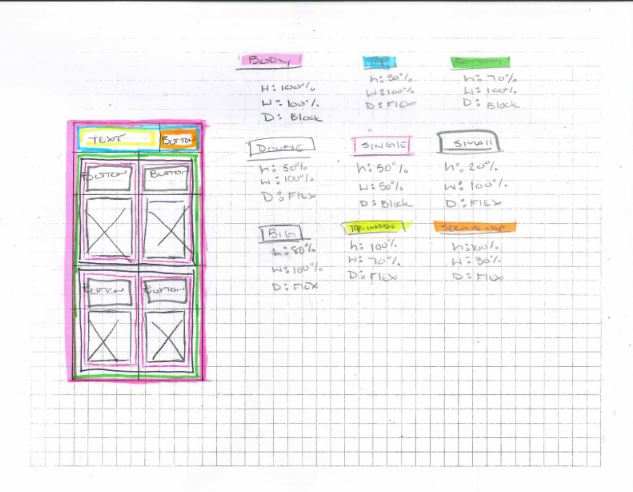 BODY
H: 100%
W: 100%
D: Block
TOP
h: 30%
W: 100%
D: Flex
BOTTOM
h: 70%
W: 100%
D: Block
TEXT
BUTTON
BUTTON
BUTTON
BUTTON
BUTTON
DOUBLE
h: 50%
W: 100%
D: Flex
SINGLE
h: 50%
W: 50%
D: Block
SMALL
h: 20%
W: 100%
D: Flex
BIG
h: 80%
W: 100%
D: Flex
TOP-INSIDE
h: 100%
W: 70%
D: Flex
SECOND-TOP
h: 100%
W: 30%
D: Flex